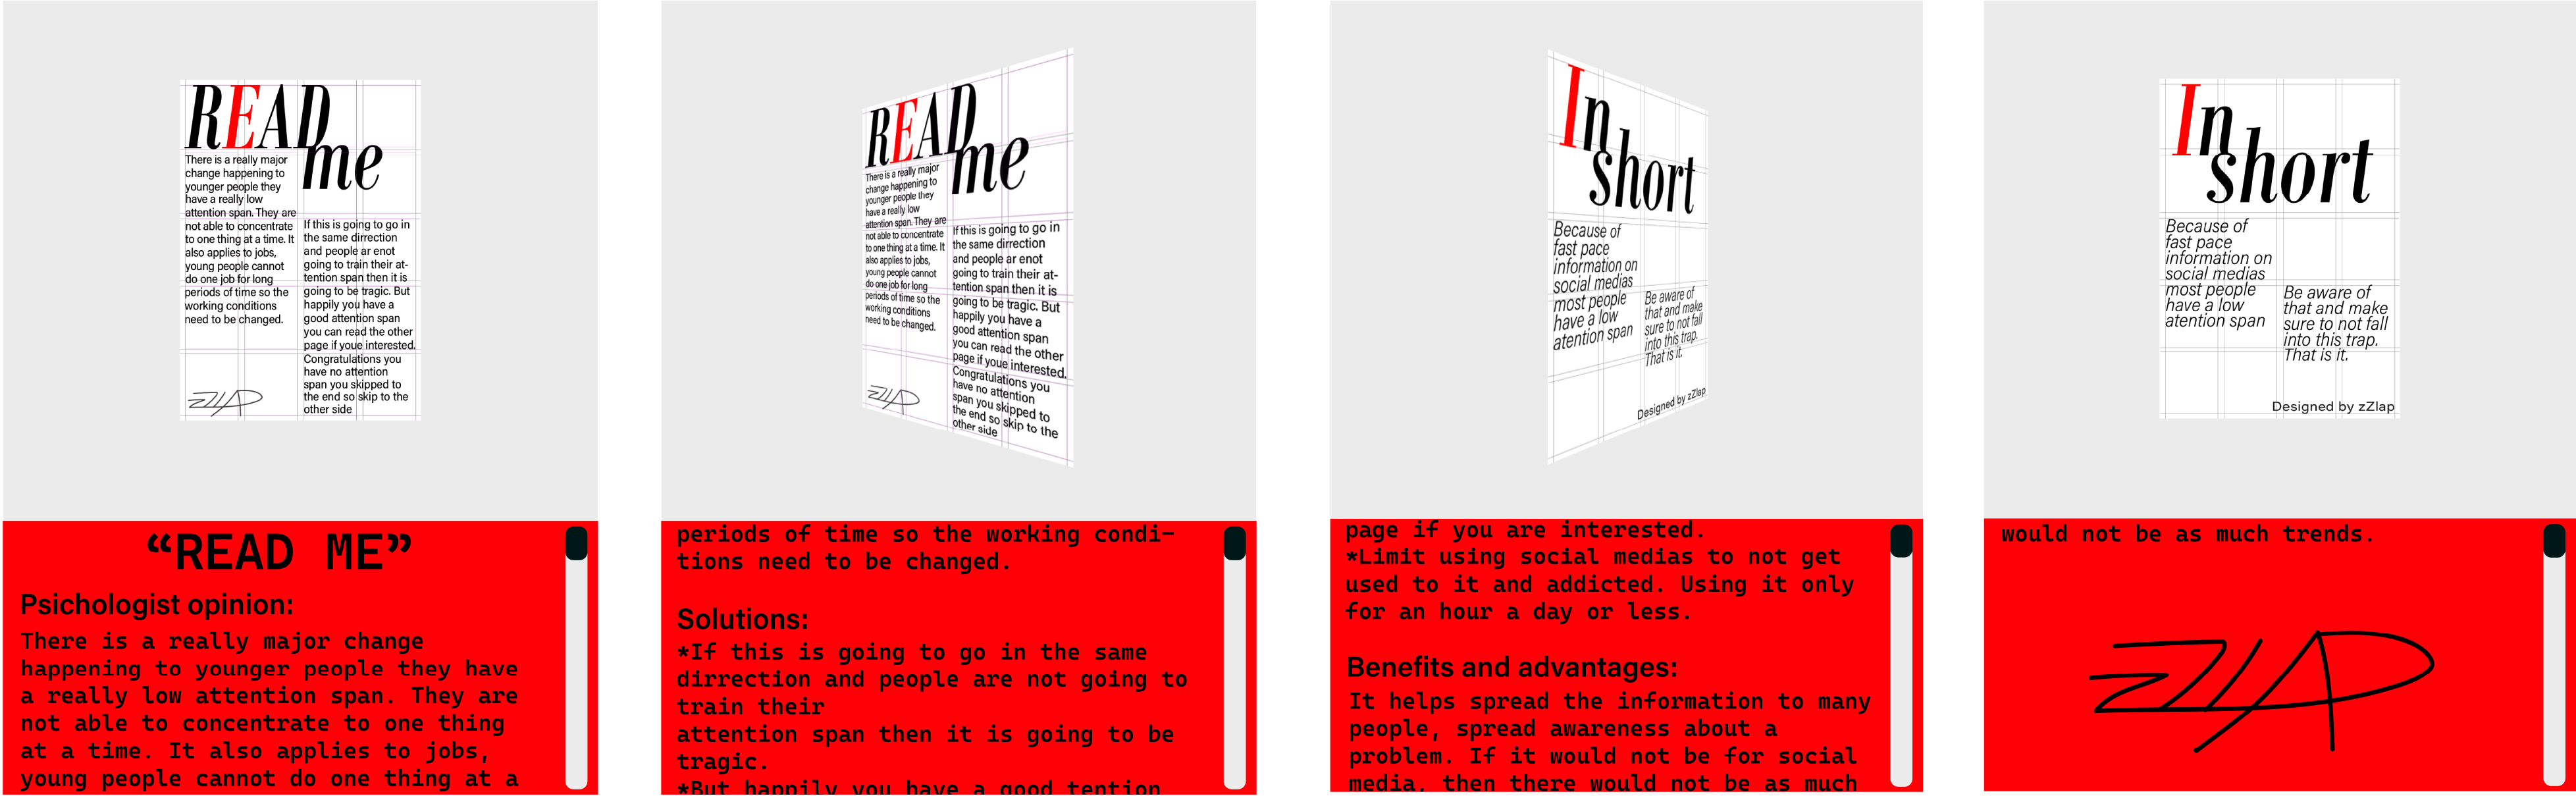 READ
me
There is a really major
change happening to
younger people they
have a really low
attention span. They are
not able to concentrate
to one thing at a time. It
also applies to jobs,
young people cannot
do one job for long
periods of time so the
working conditions
need to be changed.
If this is going to go in
the same dirrection
and people ar enot
going to train their at-
tention span then it is
going to be tragic. But
happily you have a
good attention span
you can read the other
page if youe interested.
Congratulations you
have no attention
span you skipped to
the end so skip to the
other side
ZZLAP
“READ ME”
Psichologist opinion:
There is a really major change
happening to younger people they have
a really low attention span. They are
not able to concentrate to one thing
at a time. It also applies to jobs,
young people cannot do one thing at a
READ
me
There is a really major
change happening to
younger people they
have a really low
attention span. They are
not able to concentrate
to one thing at a time. It
also applies to jobs,
young people cannot
do one job for long
periods of time so the
working conditions
need to be changed.
If this is going to go in
the same dirrection
and people ar enot
going to train their at-
tention span then it is
going to be tragic. But
happily you have a
good attention span
you can read the other
page if youe interested.
Congratulations you
have no attention
span you skipped to
the end so skip to the
other side
ZZLAP
periods of time so the working condi-
tions need to be changed.
Solutions:
*If this is going to go in the same
dirrection and people are not going to
train their
attention span then it is going to be
tragic.
*But happily you have a good tention
In
short
Because of
fast pace
information on
social medias
most people
have a low
atention span
Be aware of
that and make
sure to not fall
into this trap.
That is it.
Designed by zZlap
page if you are interested.
*Limit using social medias to not get
used to it and addicted. Using it only
for an hour a day or less.
Benefits and advantages:
It helps spread the information to many
people, spread awareness about a
problem. If it would not be for social
media, then there would not be as much
In
short
Because of
fast pace
information on
social medias
most people
have a low
atention span
Be aware of
that and make
sure to not fall
into this trap.
That is it.
Designed by zZlap
would not be as much trends.
ZZLAP